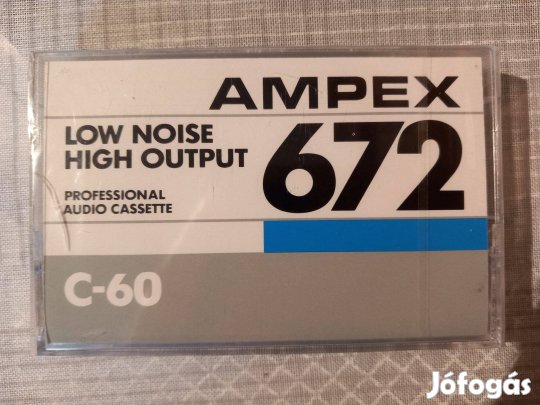 AMPEX
LOW NOISE
HIGH OUTPUT
672
PROFESSIONAL
AUDIO CASSETTE
C-60
Jófogás